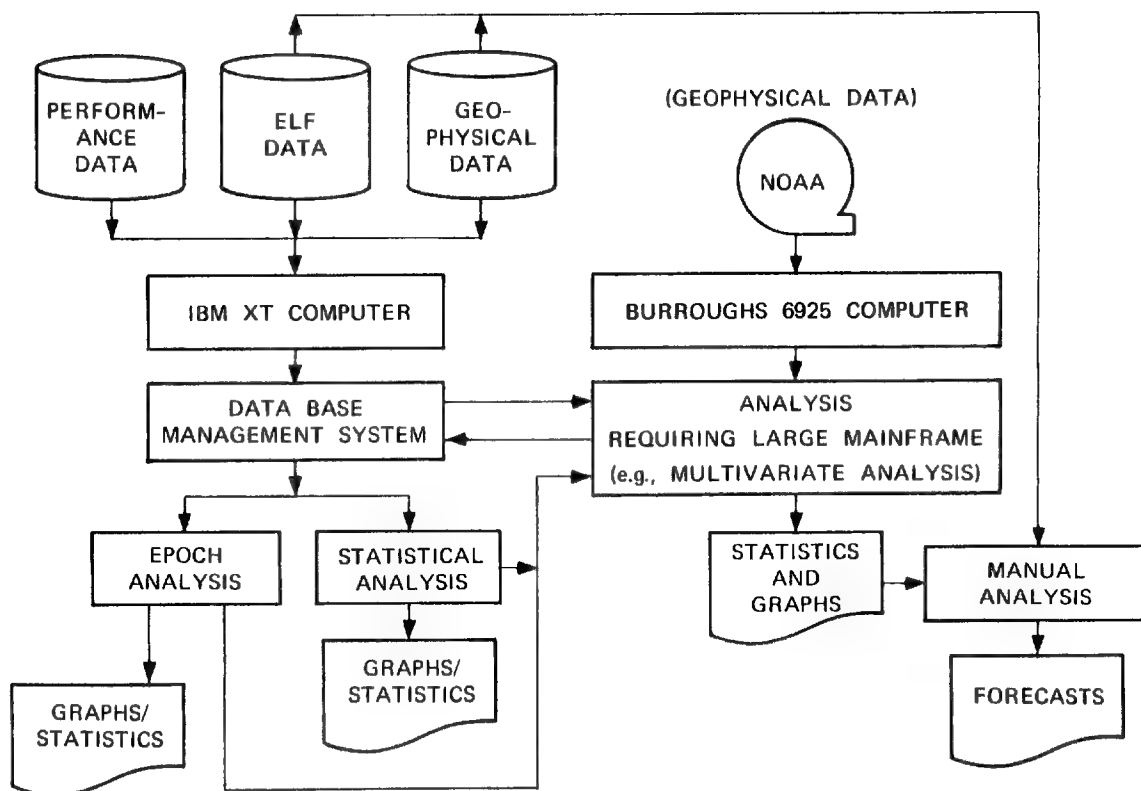 PERFORM-
ANCE
DATA
ELF
DATA
GEO-
PHYSICAL
DATA
(GEOPHYSICAL DATA)
NOAA
IBM XT COMPUTER
BURROUGHS 6925 COMPUTER
DATA BASE
MANAGEMENT SYSTEM
ANALYSIS
REQUIRING LARGE MAINFRAME
(e.g., MULTIVARIATE ANALYSIS)
EPOCH
ANALYSIS
STATISTICAL
ANALYSIS
STATISTICS
AND
GRAPHS
MANUAL
ANALYSIS
GRAPHS/
STATISTICS
GRAPHS/
STATISTICS
FORECASTS